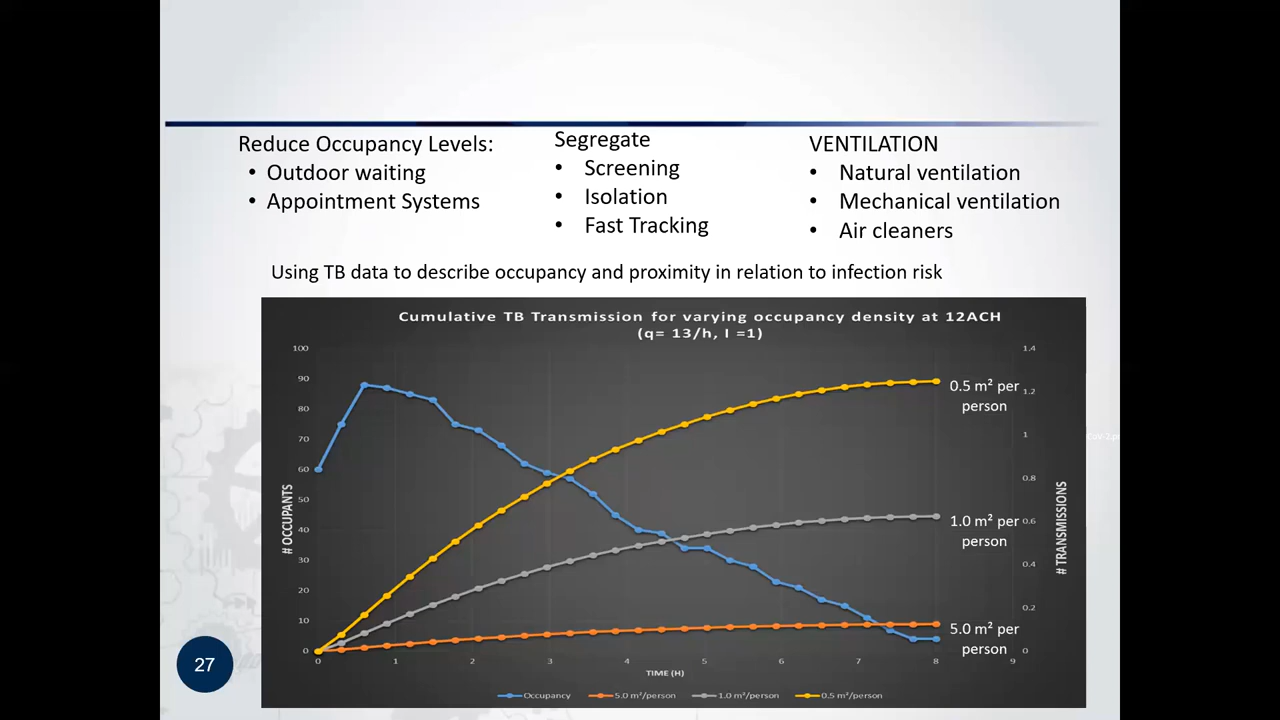 Reduce Occupancy Levels:
• Outdoor waiting
• Appointment Systems
Segregate
• Screening
• Isolation
• Fast Tracking
VENTILATION
• Natural ventilation
• Mechanical ventilation
• Air cleaners
Using TB data to describe occupancy and proximity in relation to infection risk
Cumulative TB Transmission for varying occupancy density at 12ACH
(q= 13/h, I =1)
# OCCUPANTS
100
90
80
70
60
50
40
30
20
10
0
0 1 2 3 4 5 6 7 8 9
TIME (H)
1.4
1.2
1
0.8
0.6
0.4
0.2
0
# TRANSMISSIONS
0.5 m² per
person
1.0 m² per
person
5.0 m² per
person
Occupancy 5.0 m²/person 1.0 m²/person 0.5 m²/person
27